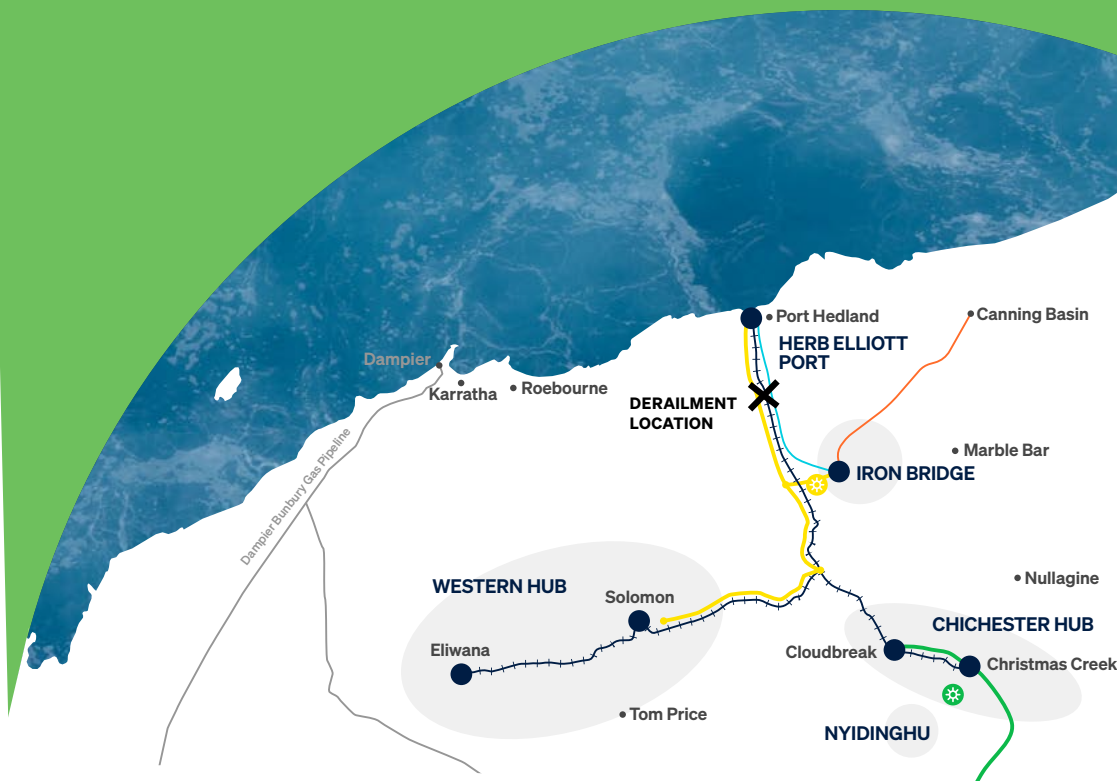 Port Hedland
Canning Basin
HERB ELLIOTT
PORT
Dampier
Karratha
Roebourne
DERAILMENT
LOCATION
Marble Bar
IRON BRIDGE
Dampier Bunbury Gas Pipeline
Nullagine
WESTERN HUB
Solomon
CHICHESTER HUB
Eliwana
Cloudbreak
Christmas Creek
Tom Price
NYIDINGHU